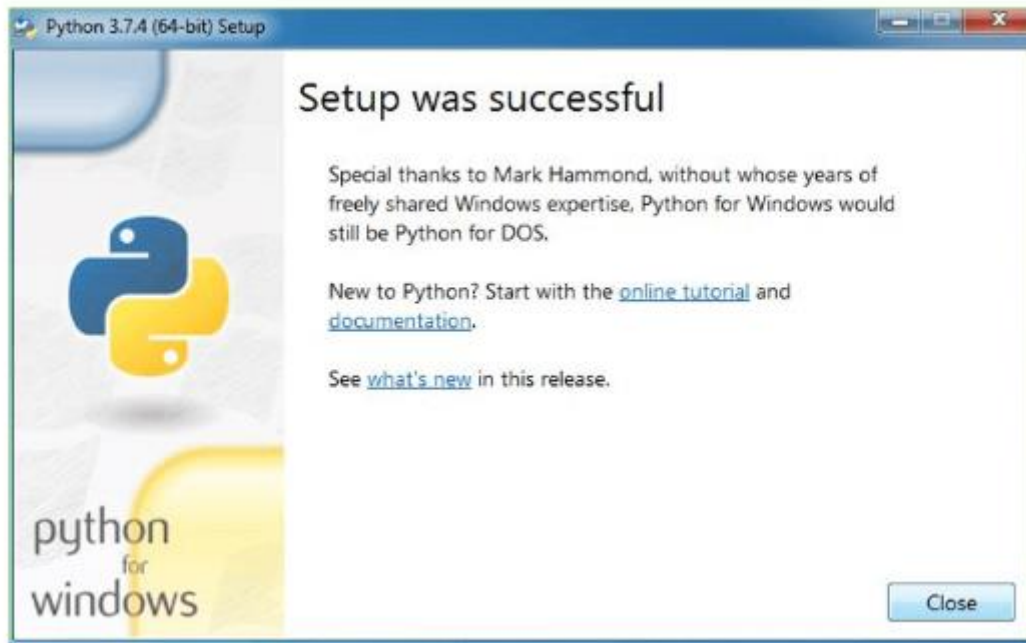 Python 3.7.4 (64-bit) Setup
Setup was successful
Special thanks to Mark Hammond, without whose years of
freely shared Windows expertise, Python for Windows would
still be Python for DOS.
New to Python? Start with the online tutorial and
documentation.
See what's new in this release.
python
for
windows
Close